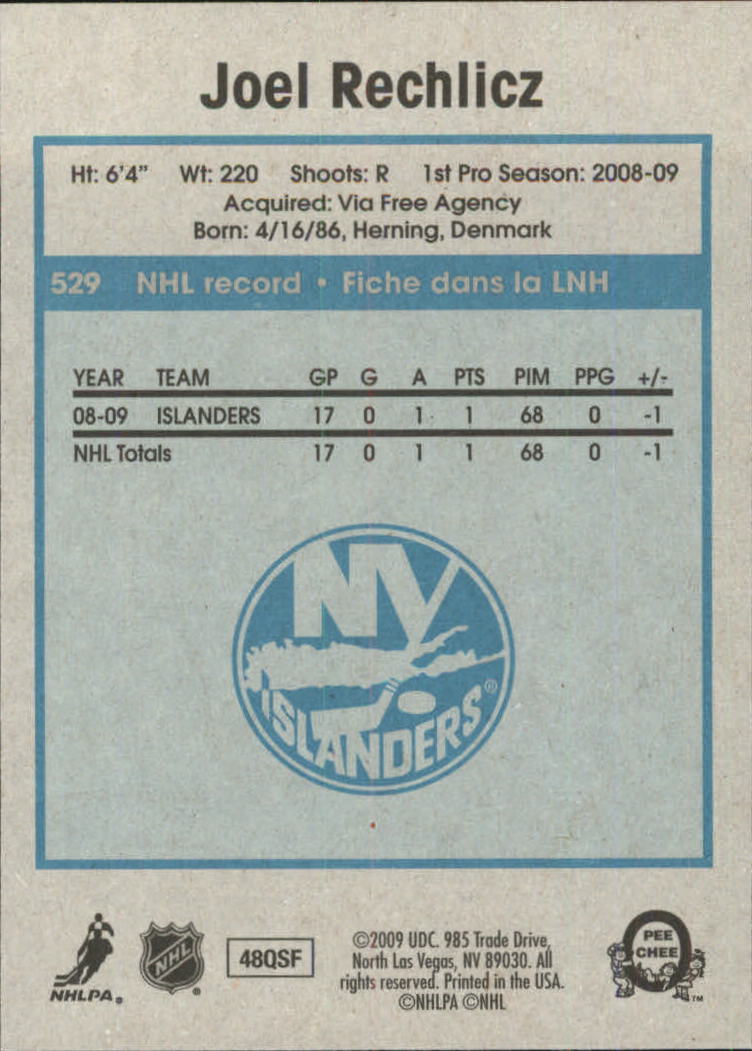 Joel Rechlicz
Ht: 6'4" Wt: 220 Shoots: R 1st Pro Season: 2008-09
Acquired: Via Free Agency
Born: 4/16/86, Herning, Denmark
529 NHL record • Fiche dans la LNH
YEAR TEAM GP G A PTS PIM PPG +/-
08-09 ISLANDERS 17 0 1 1 68 0 -1
NHL Totals 17 0 1 1 68 0 -1
NY
ISLANDERS®
NHLPA®
NHL®
48QSF
©2009 UDC. 985 Trade Drive,
North Las Vegas, NV 89030. All
rights reserved. Printed in the USA.
©NHLPA ©NHL
O
PEE
CHEE
TM